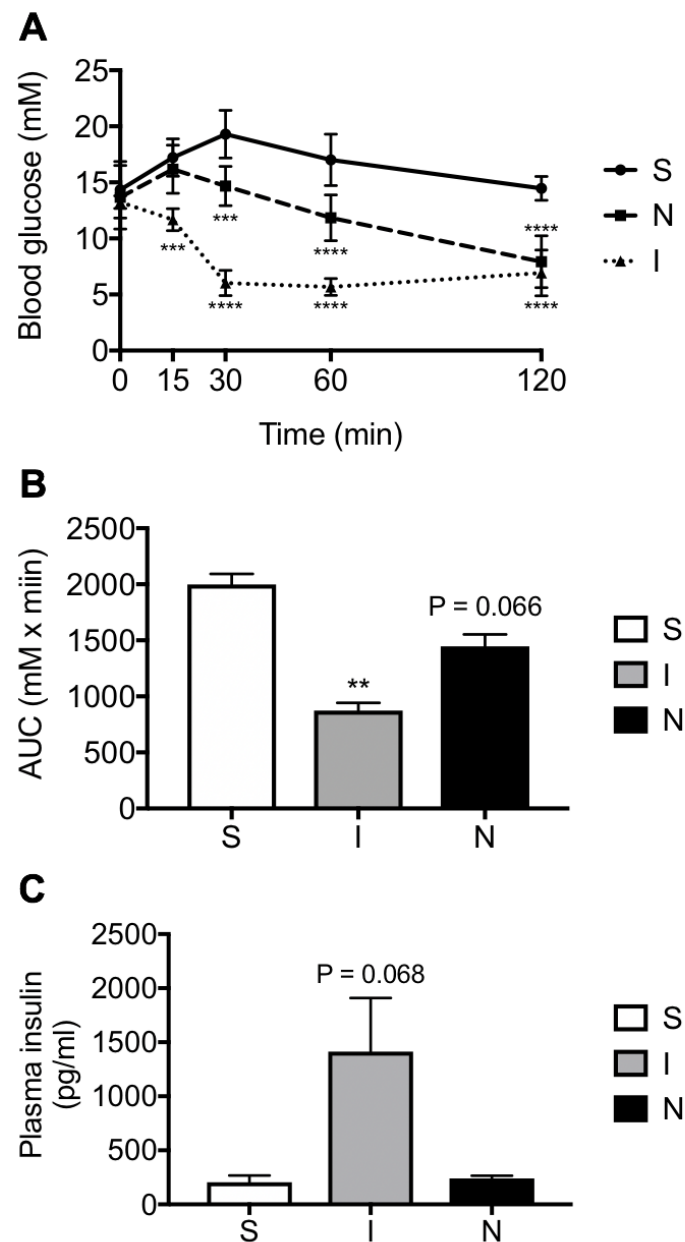 A
Blood glucose (mM)
25
20
15
10
5
0
***
***
****
****
****
****
****
0 15 30 60 120
Time (min)
S
N
I
B
AUC (mM x miin)
2500
2000
1500
1000
500
0
**
P = 0.066
S I N
S
I
N
C
Plasma insulin
(pg/ml)
2500
2000
1500
1000
500
0
P = 0.068
S I N
S
I
N